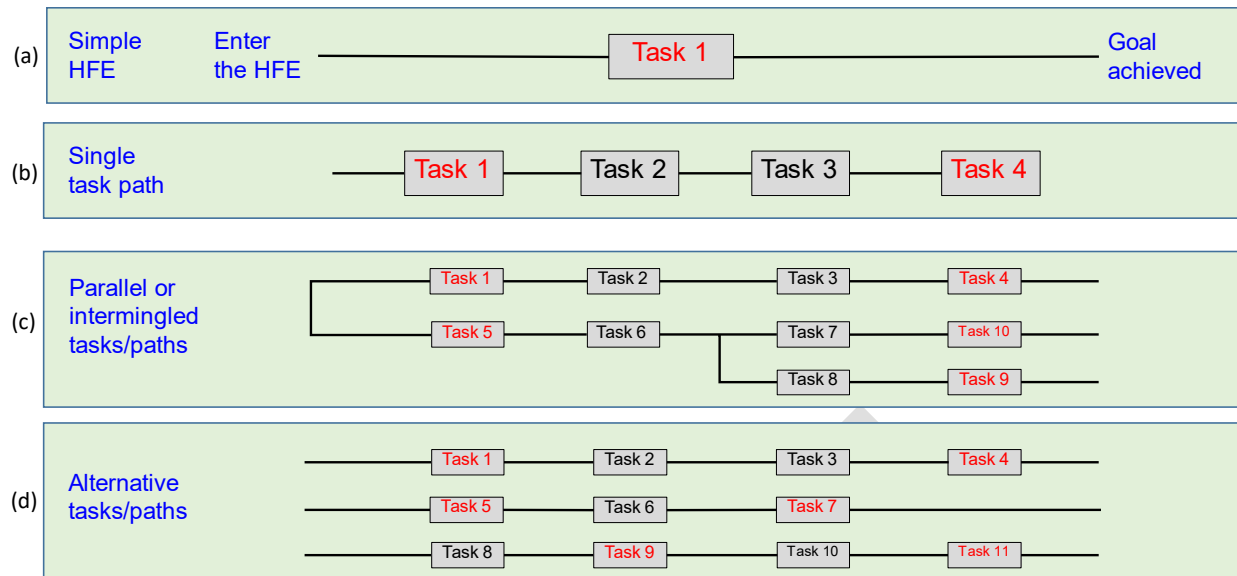 (a)
Simple
HFE
Enter
the HFE
Task 1
Goal
achieved
(b)
Single
task path
Task 1
Task 2
Task 3
Task 4
(c)
Parallel or
intermingled
tasks/paths
Task 1
Task 2
Task 3
Task 4
Task 5
Task 6
Task 7
Task 10
Task 8
Task 9
(d)
Alternative
tasks/paths
Task 1
Task 2
Task 3
Task 4
Task 5
Task 6
Task 7
Task 8
Task 9
Task 10
Task 11